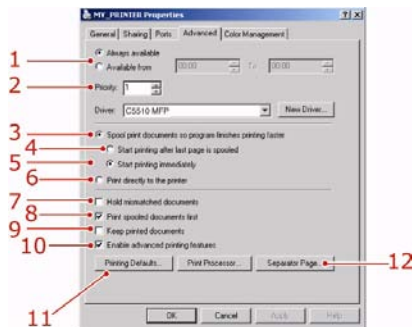 MY_PRINTER Properties
General Sharing Ports Advanced Color Management
1
Always available
Available from 00:00 To 00:00
2
Priority: 1
Driver: C5510 MFP New Driver...
3
Spool print documents so program finishes printing faster
4
Start printing after last page is spooled
5
Start printing immediately
6
Print directly to the printer
7
Hold mismatched documents
8
Print spooled documents first
9
Keep printed documents
10
Enable advanced printing features
Printing Defaults... Print Processor... Separator Page...
11
12
OK Cancel Apply Help